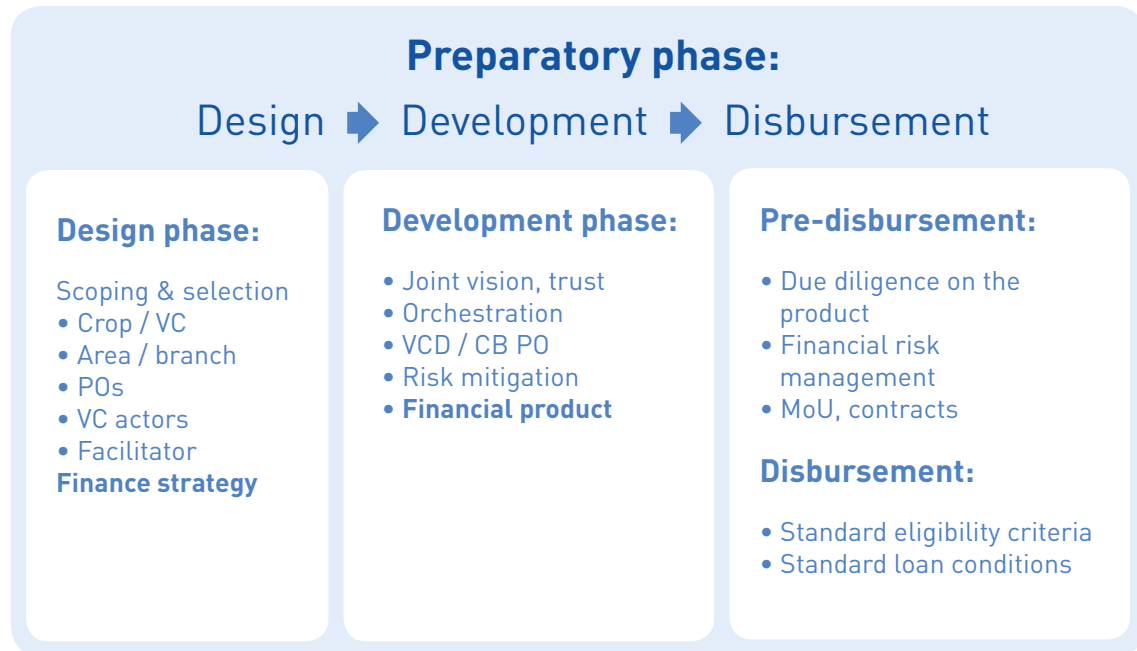 Preparatory phase:
Design Development Disbursement
Design phase:
Scoping & selection
• Crop / VC
• Area / branch
• POs
• VC actors
• Facilitator
Finance strategy
Development phase:
• Joint vision, trust
• Orchestration
• VCD / CB PO
• Risk mitigation
• Financial product
Pre-disbursement:
• Due diligence on the
product
• Financial risk
management
• MoU, contracts
Disbursement:
• Standard eligibility criteria
• Standard loan conditions